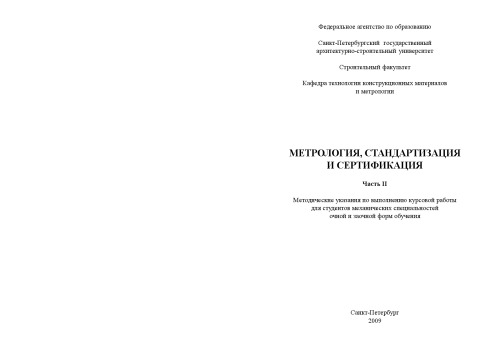 Федеральное агентство по образованию
Санкт-Петербургский государственный
архитектурно-строительный университет
Строительный факультет
Кафедра технологии конструкционных материалов
и метрологии
МЕТРОЛОГИЯ, СТАНДАРТИЗАЦИЯ
И СЕРТИФИКАЦИЯ
Часть II
Методические указания по выполнению курсовой работы
для студентов механических специальностей
очной и заочной форм обучения
Санкт-Петербург
2009